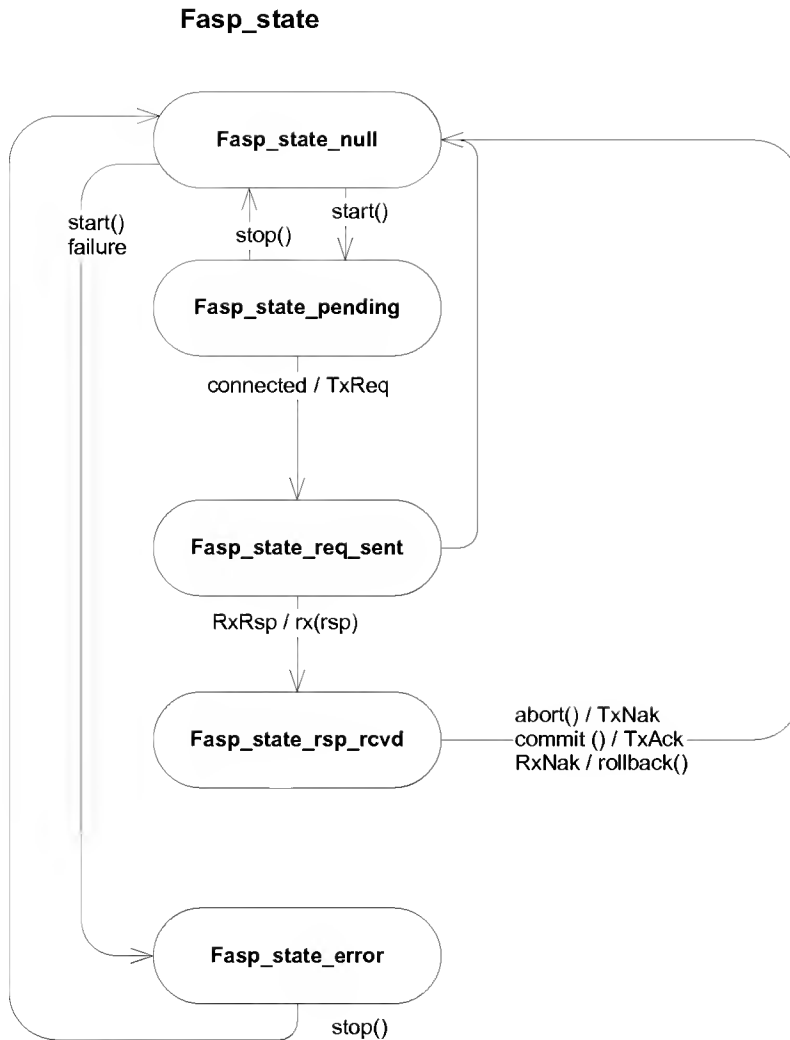 Fasp_state
Fasp_state_null
start()
failure
stop()
start()
Fasp_state_pending
connected / TxReq
Fasp_state_req_sent
RxRsp / rx(rsp)
Fasp_state_rsp_rcvd
abort() / TxNak
commit () / TxAck
RxNak / rollback()
Fasp_state_error
stop()